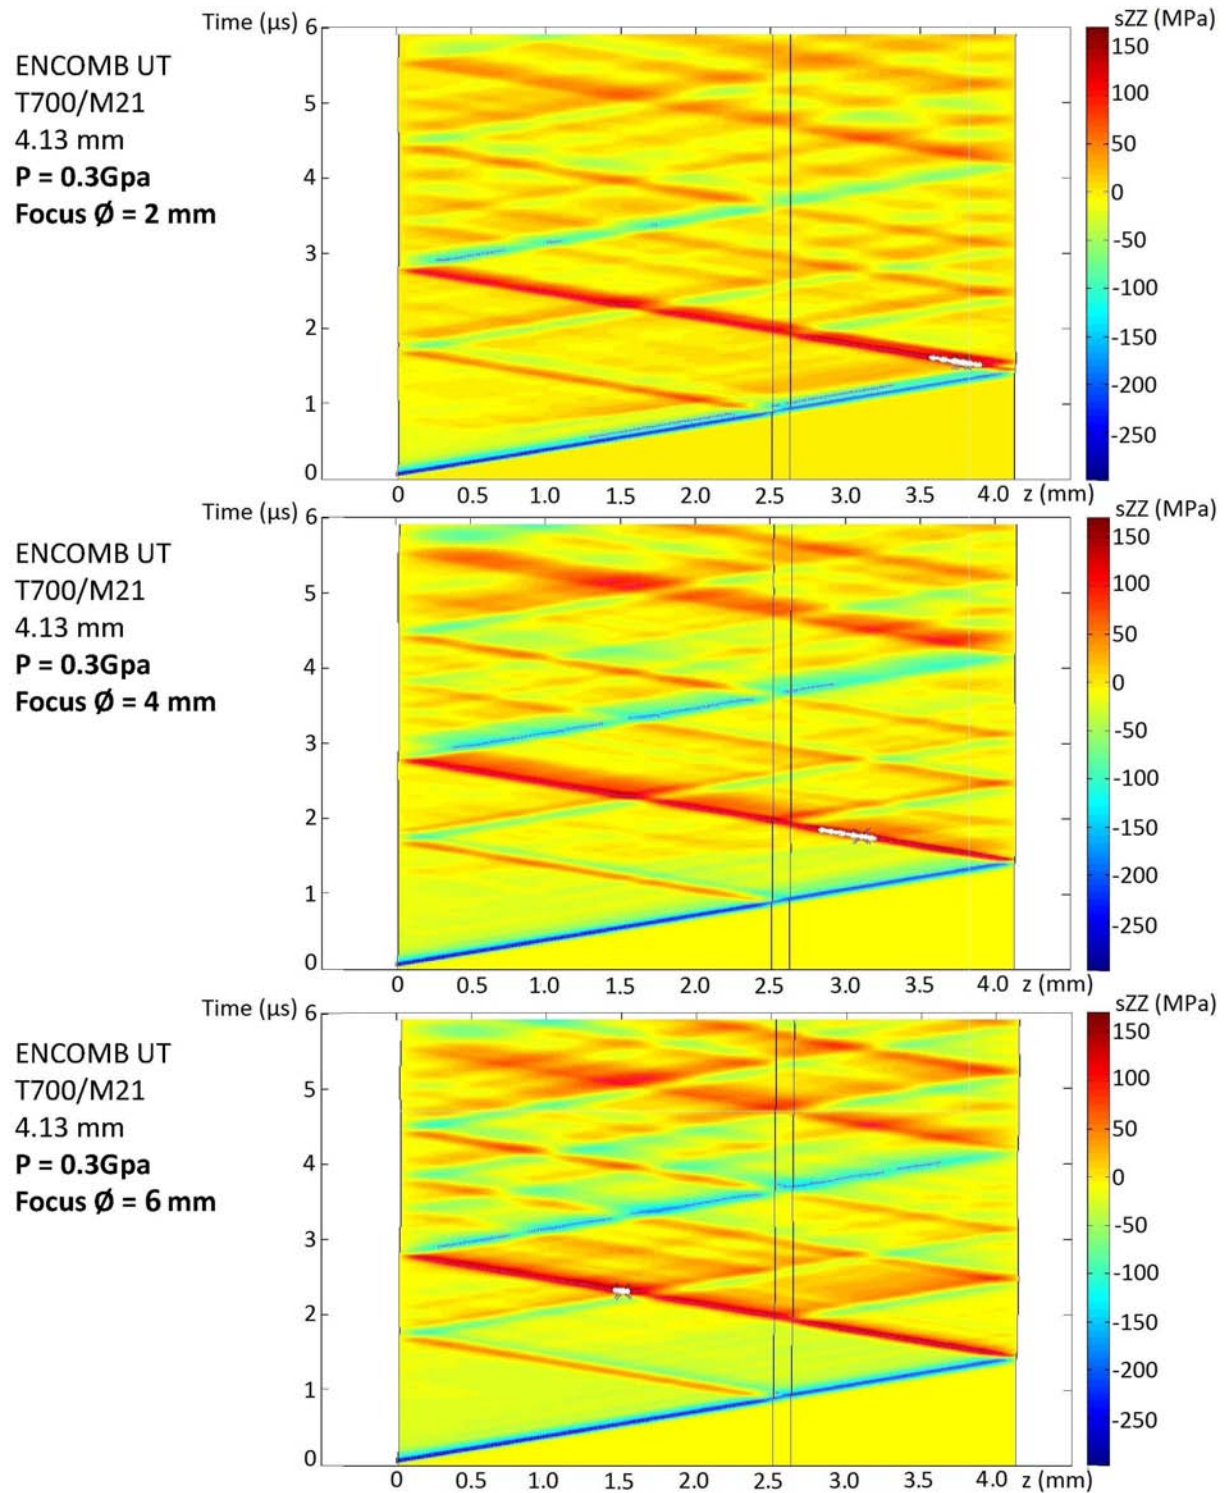 Time (µs)
6
5
4
3
2
1
0
0 0.5 1.0 1.5 2.0 2.5 3.0 3.5 4.0 z (mm)
sZZ (MPa)
150
100
50
0
-50
-100
-150
-200
-250
ENCOMB UT
T700/M21
4.13 mm
P = 0.3Gpa
Focus Ø = 2 mm
Time (µs)
6
5
4
3
2
1
0
0 0.5 1.0 1.5 2.0 2.5 3.0 3.5 4.0 z (mm)
sZZ (MPa)
150
100
50
0
-50
-100
-150
-200
-250
ENCOMB UT
T700/M21
4.13 mm
P = 0.3Gpa
Focus Ø = 4 mm
Time (µs)
6
5
4
3
2
1
0
0 0.5 1.0 1.5 2.0 2.5 3.0 3.5 4.0 z (mm)
sZZ (MPa)
150
100
50
0
-50
-100
-150
-200
-250
ENCOMB UT
T700/M21
4.13 mm
P = 0.3Gpa
Focus Ø = 6 mm